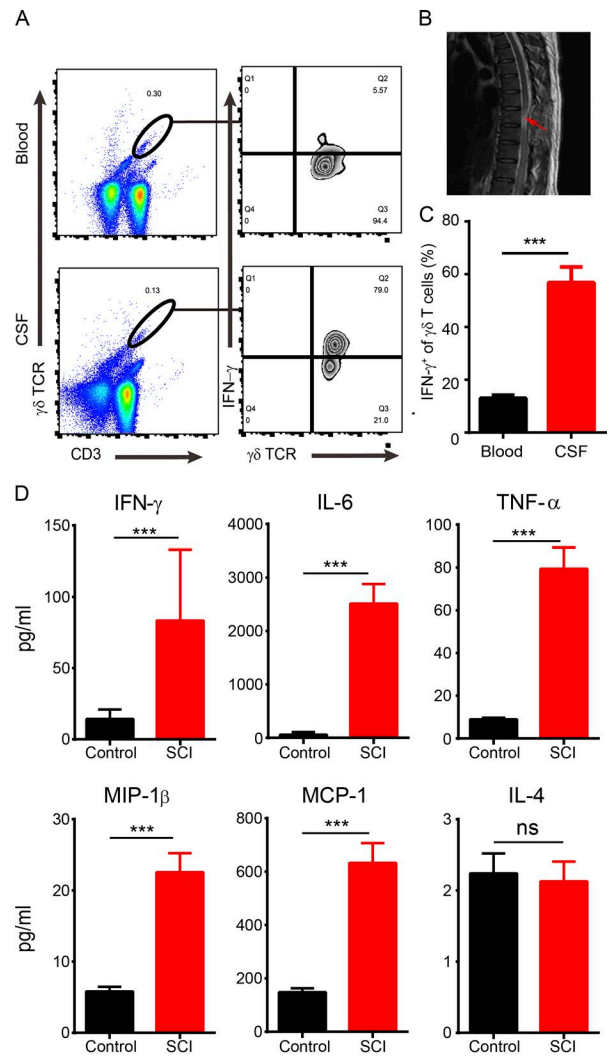 A
Blood
CSF
γδ TCR
CD3
0.30
0.13
IFN-γ
γδ TCR
Q1
0
Q2
5.57
Q4
0
Q3
94.4
Q1
0
Q2
79.0
Q4
0
Q3
21.0
B
C
***
IFN-γ+ of γδ T cells (%)
80
60
40
20
0
Blood
CSF
D
IFN-γ
***
pg/ml
150
100
50
0
Control
SCI
IL-6
***
4000
3000
2000
1000
0
Control
SCI
TNF-α
***
100
80
60
40
20
0
Control
SCI
MIP-1β
***
pg/ml
30
20
10
0
Control
SCI
MCP-1
***
800
600
400
200
0
Control
SCI
IL-4
ns
3
2
1
0
Control
SCI